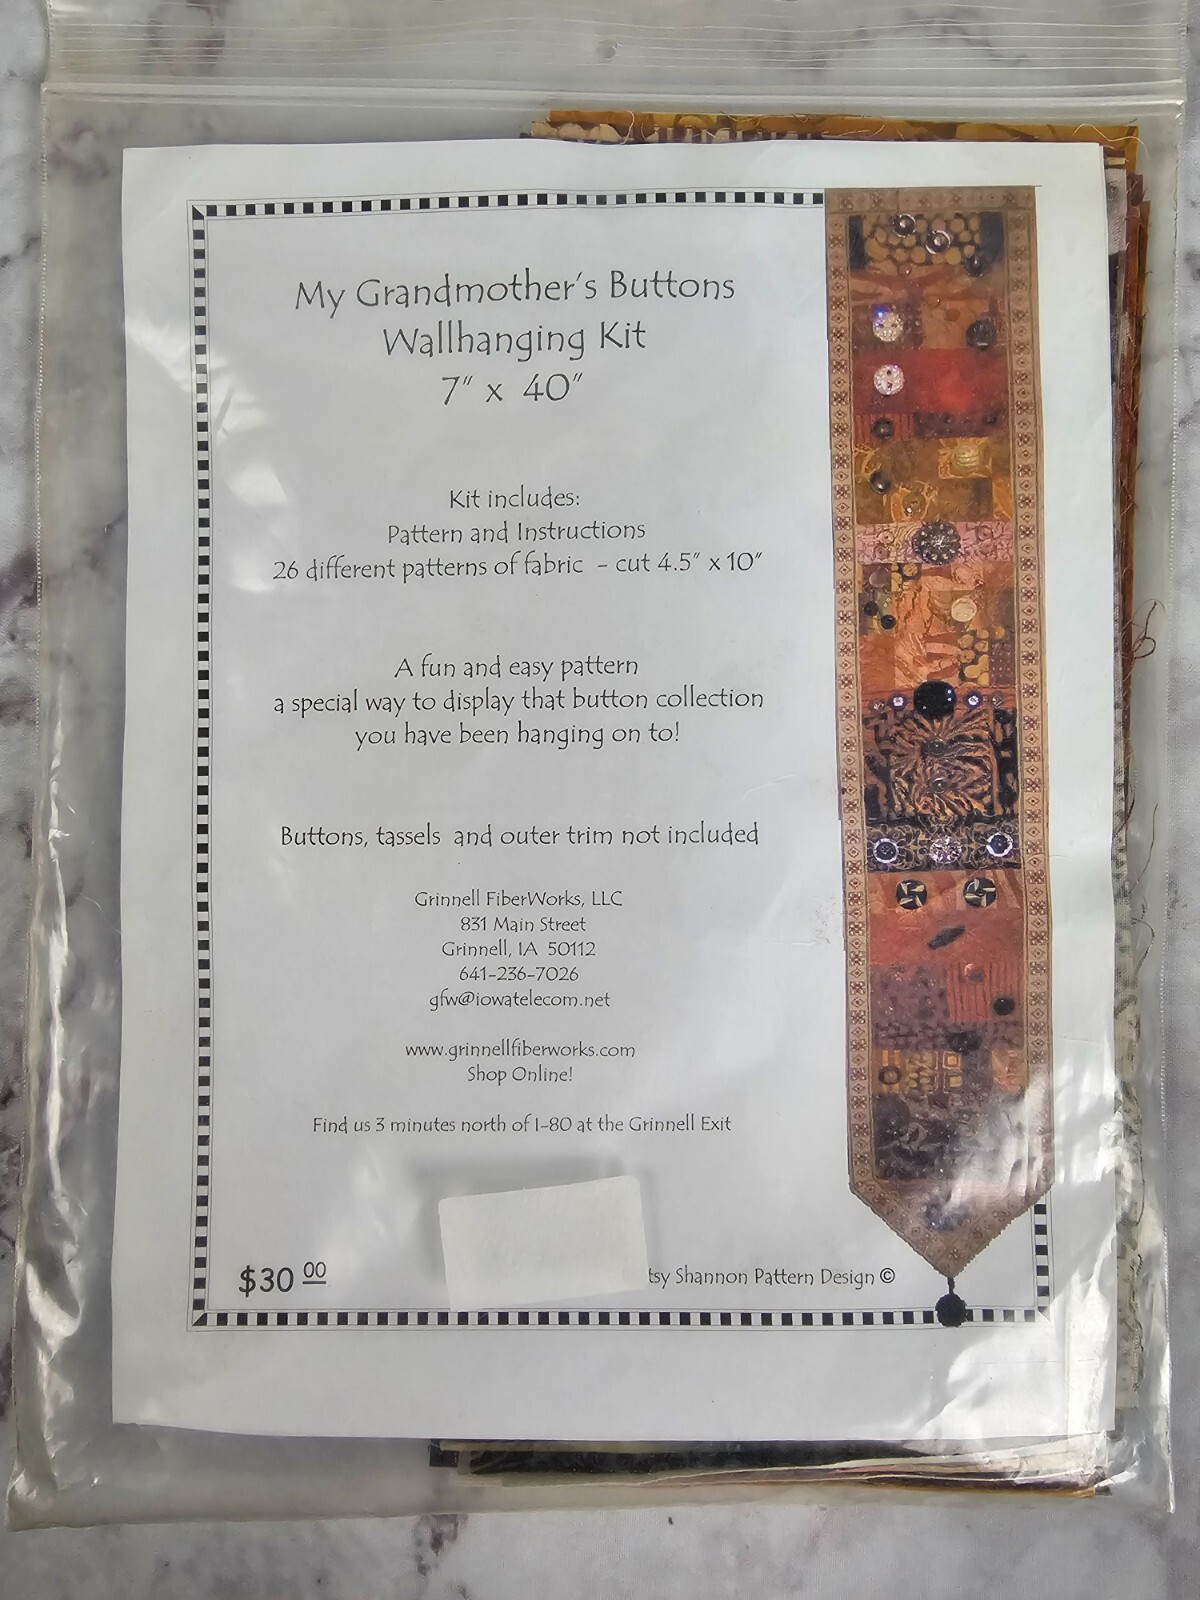 My Grandmother's Buttons
Wallhanging Kit
7" x 40"
Kit includes:
Pattern and Instructions
26 different patterns of fabric - cut 4.5" x 10"
A fun and easy pattern
a special way to display that button collection
you have been hanging on to!
Buttons, tassels and outer trim not included
Grinnell FiberWorks, LLC
831 Main Street
Grinnell, IA 50112
641-236-7026
gfw@iowatelecom.net
www.grinnellfiberworks.com
Shop Online!
Find us 3 minutes north of I-80 at the Grinnell Exit
$30 00
Shannon Pattern Design ©